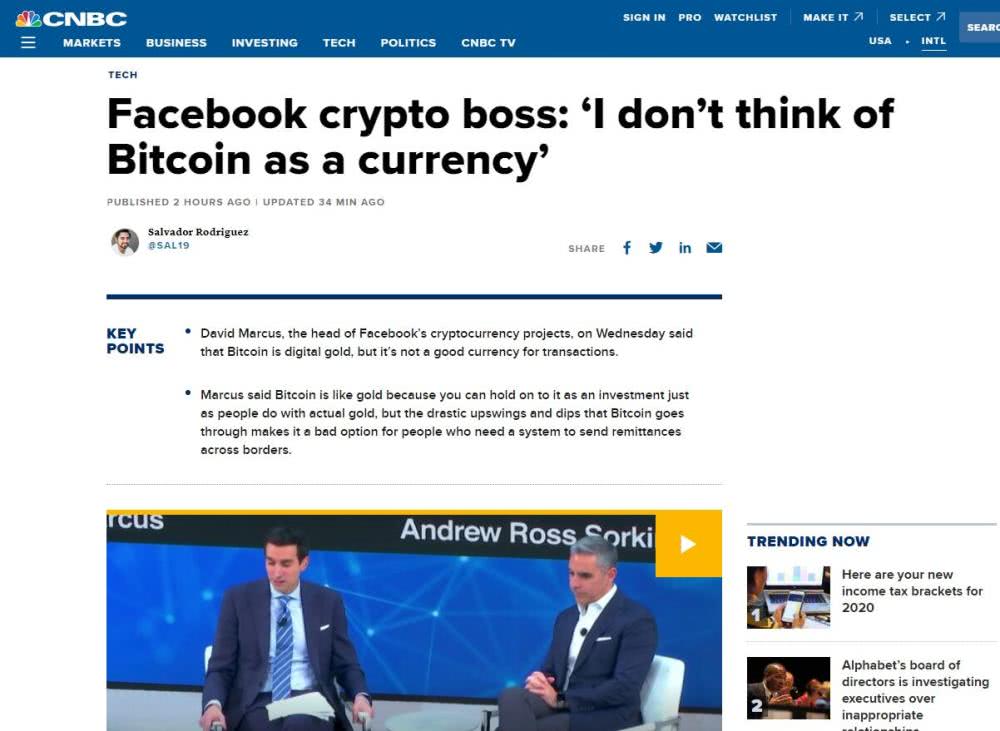 CNBC
SIGN IN PRO WATCHLIST MAKE IT SELECT
MARKETS BUSINESS INVESTING TECH POLITICS CNBC TV
USA • INTL
SEARC
TECH
Facebook crypto boss: ‘I don’t think of
Bitcoin as a currency’
PUBLISHED 2 HOURS AGO | UPDATED 34 MIN AGO
Salvador Rodriguez
@SAL19
SHARE
KEY
POINTS
• David Marcus, the head of Facebook’s cryptocurrency projects, on Wednesday said
that Bitcoin is digital gold, but it’s not a good currency for transactions.
• Marcus said Bitcoin is like gold because you can hold on to it as an investment just
as people do with actual gold, but the drastic upswings and dips that Bitcoin goes
through makes it a bad option for people who need a system to send remittances
across borders.
rcus
Andrew Ross Sorki
TRENDING NOW
1
Here are your new
income tax brackets for
2020
2
Alphabet’s board of
directors is investigating
executives over
inappropriate
relationships